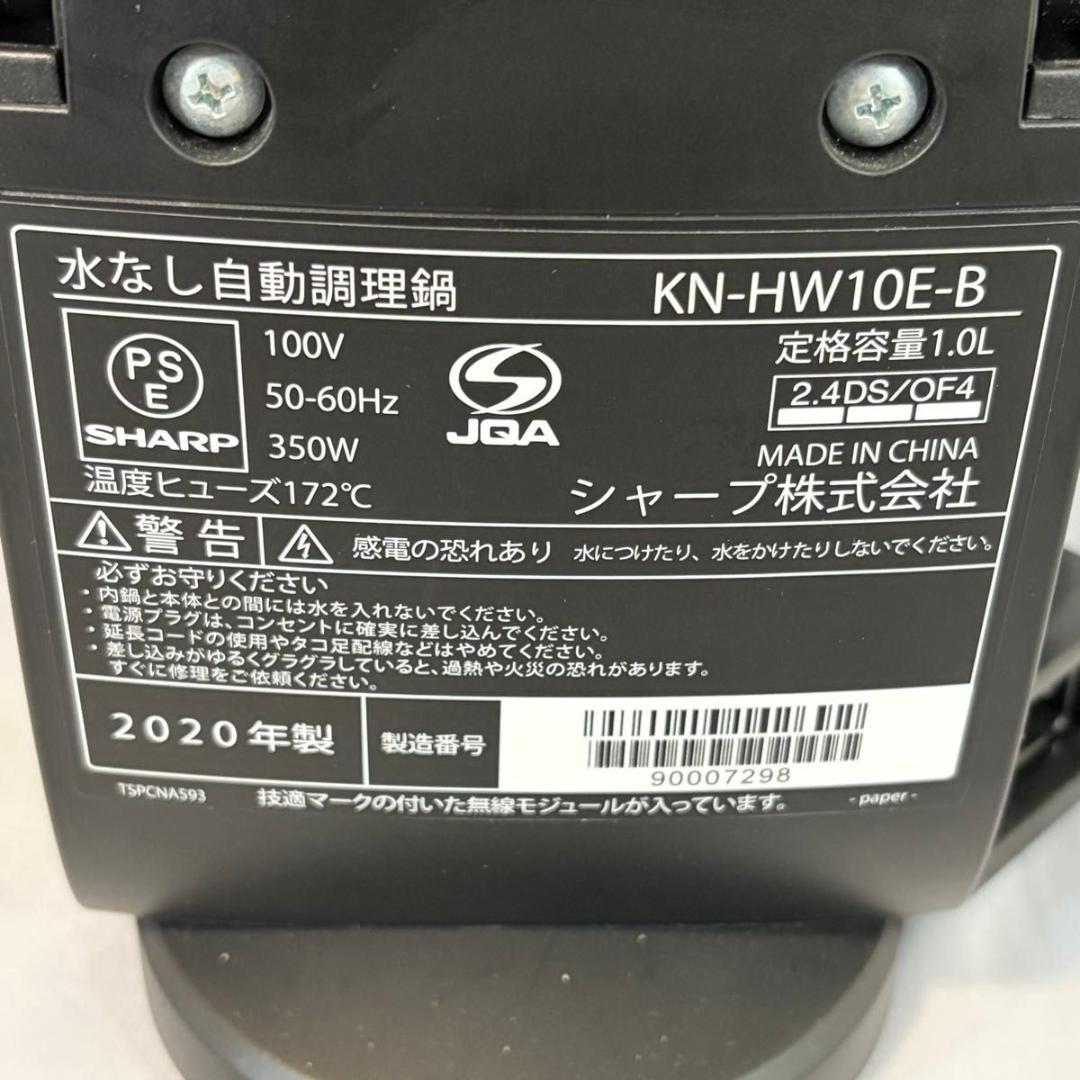 水なし自動調理鍋 KN-HW10E-B
PSE
SHARP
100V
50-60Hz
350W
JQA
定格容量1.0L
2.4DS/OF4
MADE IN CHINA
温度ヒューズ172℃
シャープ株式会社
警告 感電の恐れあり 水につけたり、水をかけたりしないでください。
必ずお守りください
・内鍋と本体との間には水を入れないでください。
・電源プラグは、コンセントに確実に差し込んでください。
・延長コードの使用やタコ足配線などはやめてください。
・差し込みがゆるくグラグラしていると、過熱や火災の恐れがあります。
すぐに修理をご依頼ください。
2020年製 製造番号
90007298
TSPCNA593 技適マークの付いた無線モジュールが入っています。 -paper-